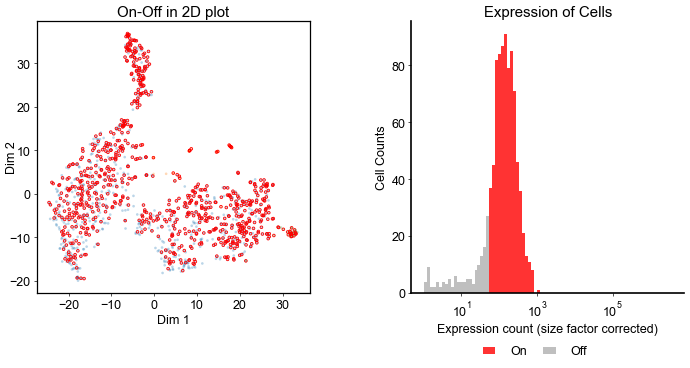 On-Off in 2D plot
30
20
10
0
−10
−20
Dim 2
−20 −10 0 10 20 30
Dim 1
Expression of Cells
80
60
40
20
0
Cell Counts
10^1 10^3 10^5
Expression count (size factor corrected)
On Off